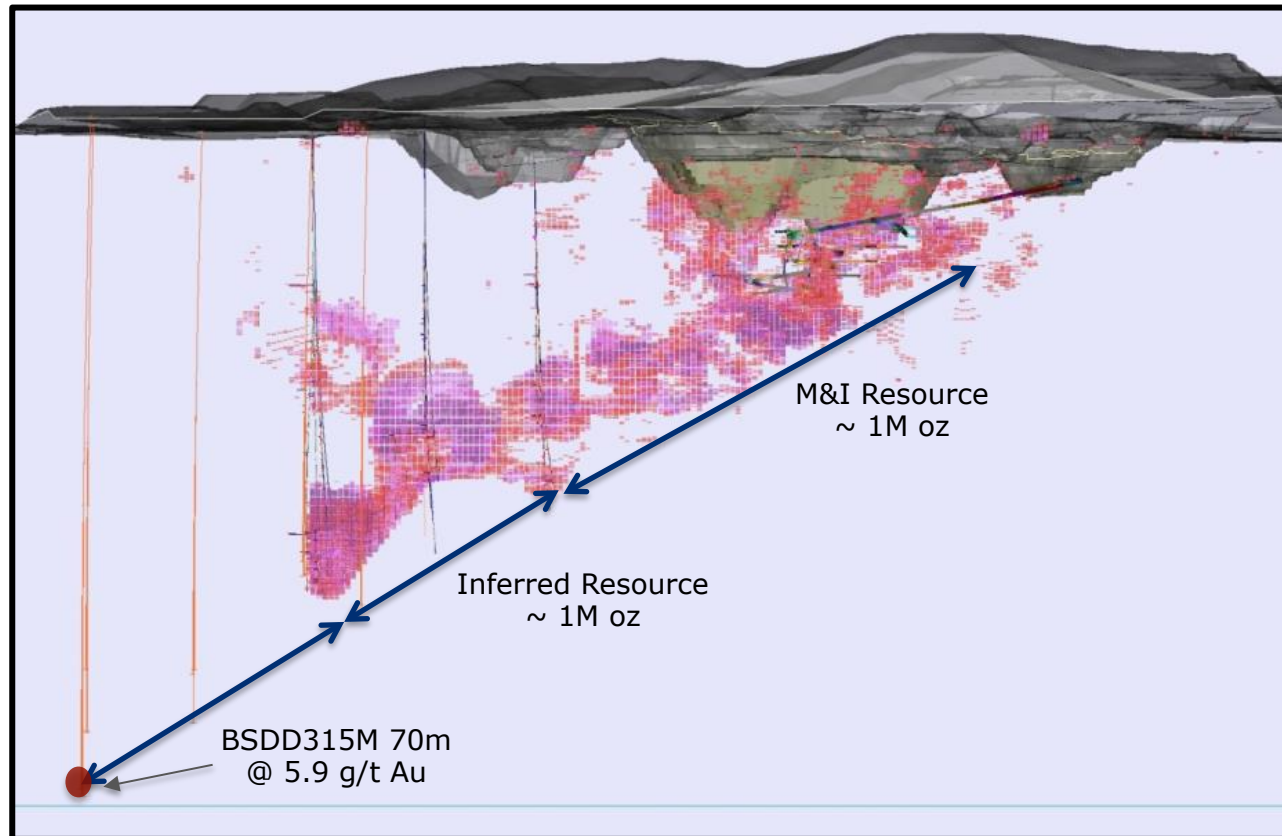 M&I Resource
~ 1M oz
Inferred Resource
~ 1M oz
BSDD315M 70m
@ 5.9 g/t Au